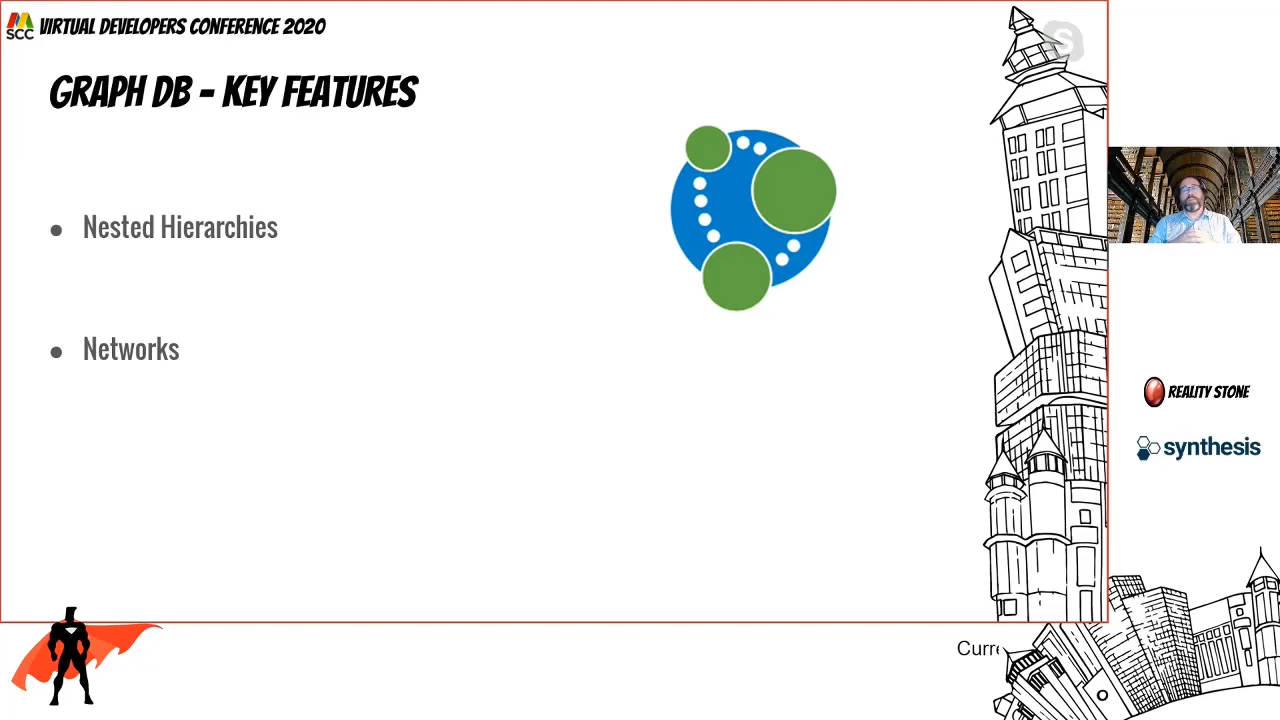 SCC VIRTUAL DEVELOPERS CONFERENCE 2020
GRAPH DB - KEY FEATURES
• Nested Hierarchies
• Networks
S
REALITY STONE
synthesis
Curre